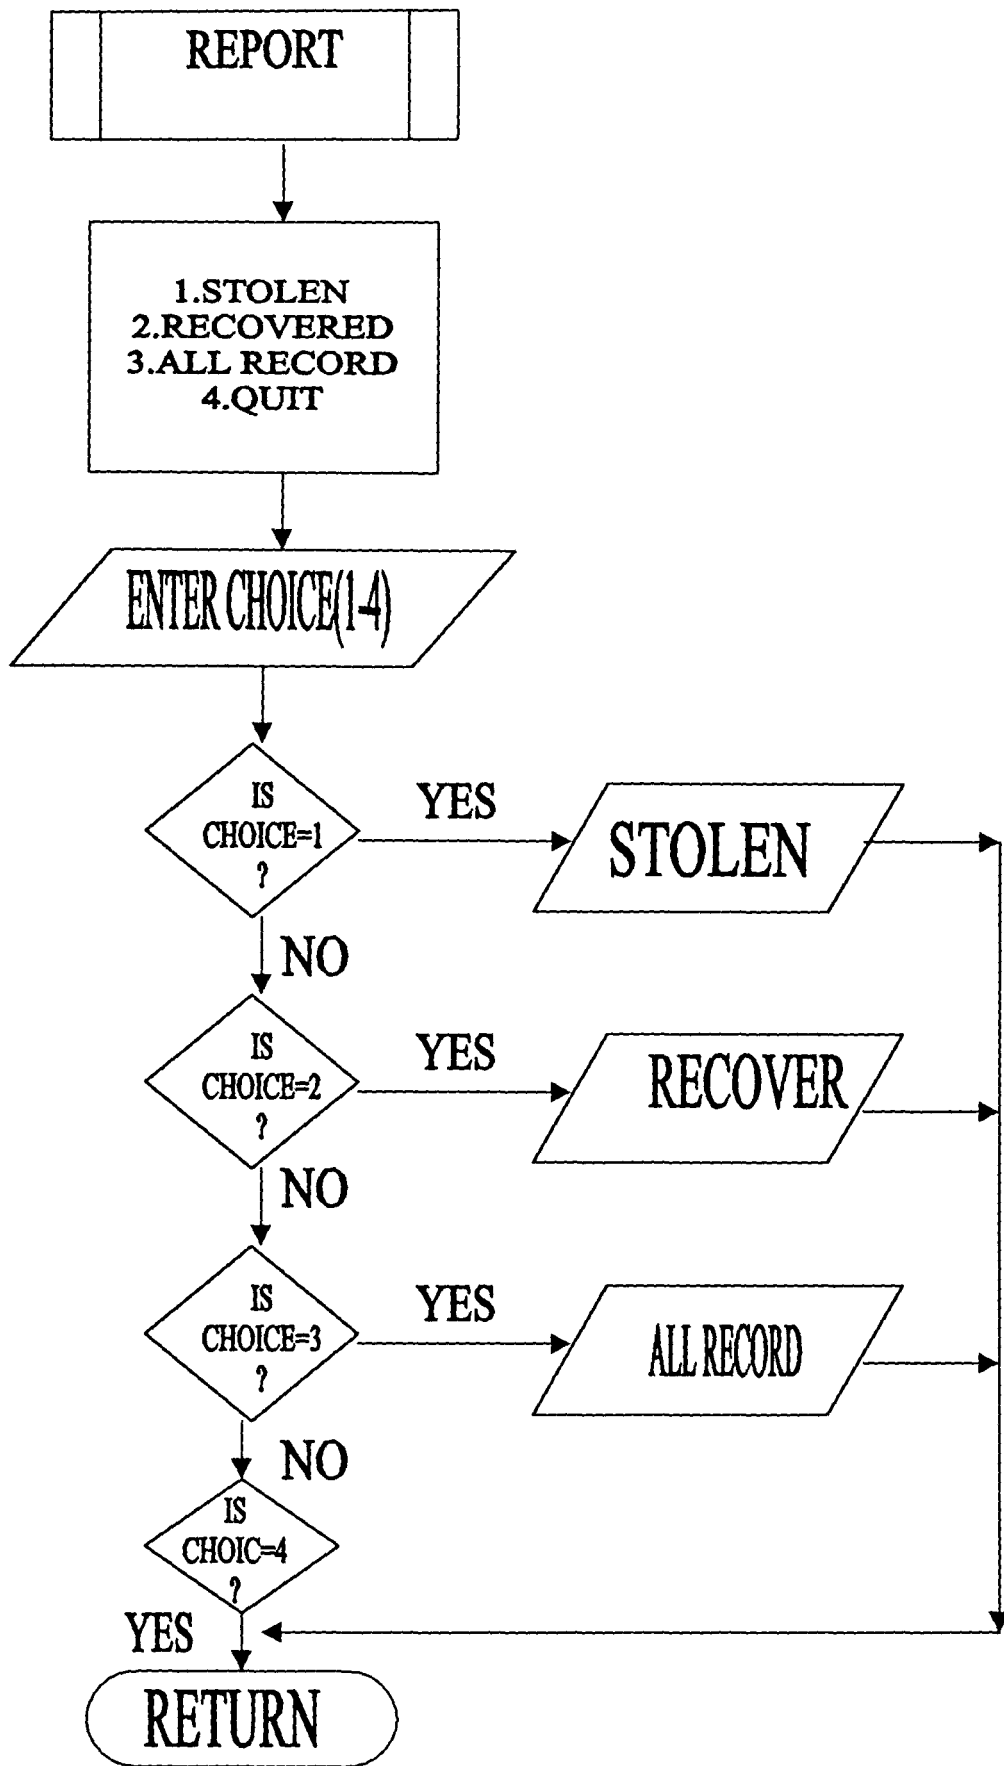 REPORT
1.STOLEN
2.RECOVERED
3.ALL RECORD
4.QUIT
ENTER CHOICE(1-4)
IS
CHOICE=1
?
YES
STOLEN
NO
IS
CHOICE=2
?
YES
RECOVER
NO
IS
CHOICE=3
?
YES
ALL RECORD
NO
IS
CHOIC=4
?
YES
RETURN